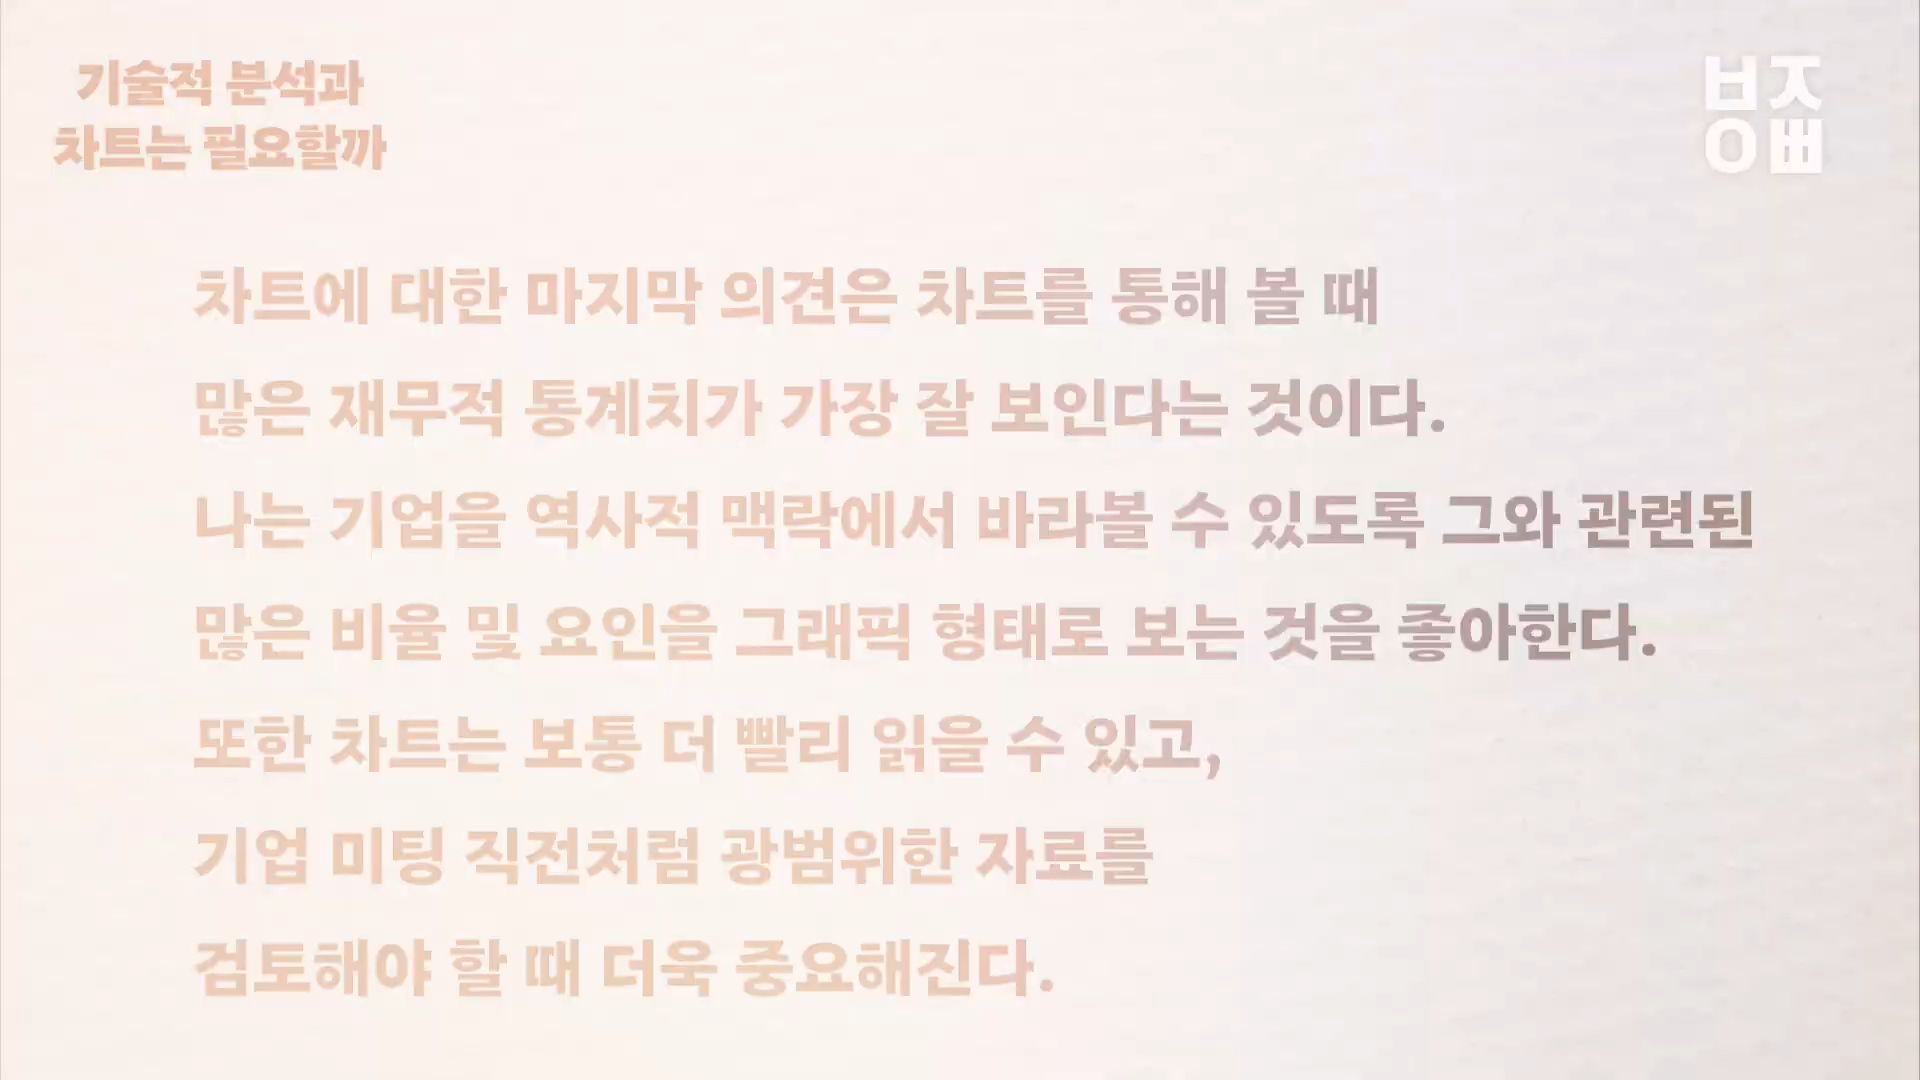 기술적 분석과
차트는 필요할까
붕쥬빠
차트에 대한 마지막 의견은 차트를 통해 볼 때
많은 재무적 통계치가 가장 잘 보인다는 것이다.
나는 기업을 역사적 맥락에서 바라볼 수 있도록 그와 관련된
많은 비율 및 요인을 그래픽 형태로 보는 것을 좋아한다.
또한 차트는 보통 더 빨리 읽을 수 있고,
기업 미팅 직전처럼 광범위한 자료를
검토해야 할 때 더욱 중요해진다.